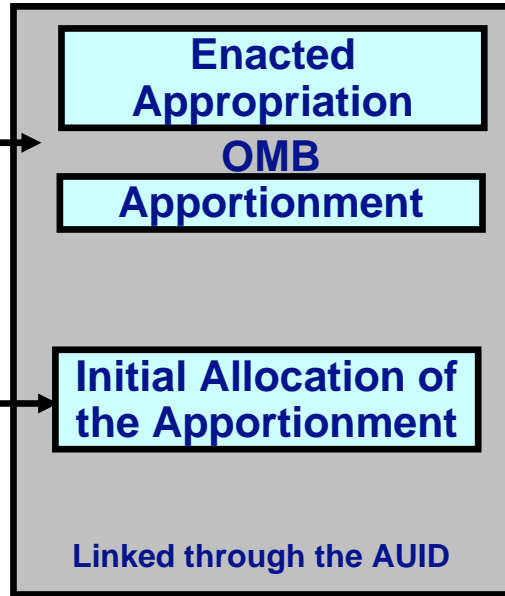 Enacted
Appropriation
OMB
Apportionment
Initial Allocation of
the Apportionment
Linked through the AUID